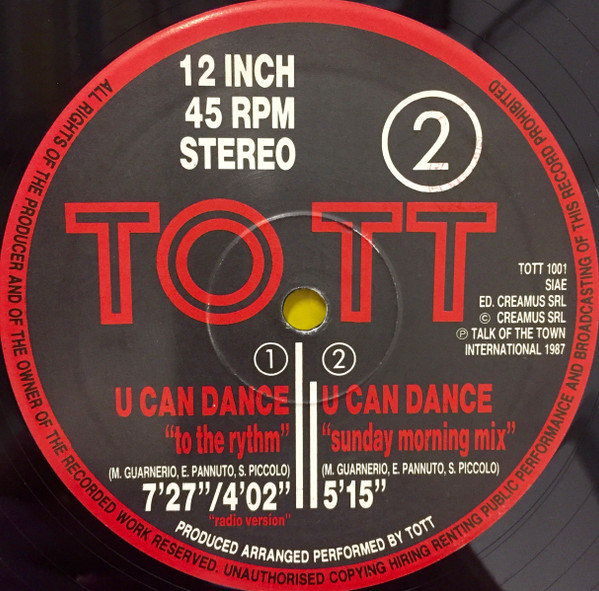 12 INCH
45 RPM
STEREO
2
TOTT
TOTT 1001
SIAE
ED. CREAMUS SRL
© CREAMUS SRL
℗ TALK OF THE TOWN
INTERNATIONAL 1987
1
U CAN DANCE
"to the rythm"
(M. GUARNERIO, E. PANNUTO, S. PICCOLO)
7'27"/4'02"
"radio version"
2
U CAN DANCE
"sunday morning mix"
(M. GUARNERIO, E. PANNUTO, S. PICCOLO)
5'15"
PRODUCED ARRANGED PERFORMED BY TOTT
ALL RIGHTS OF THE PRODUCER AND OF THE OWNER OF THE RECORDED WORK RESERVED. UNAUTHORISED COPYING HIRING RENTING PUBLIC PERFORMANCE AND BROADCASTING OF THIS RECORD PROHIBITED